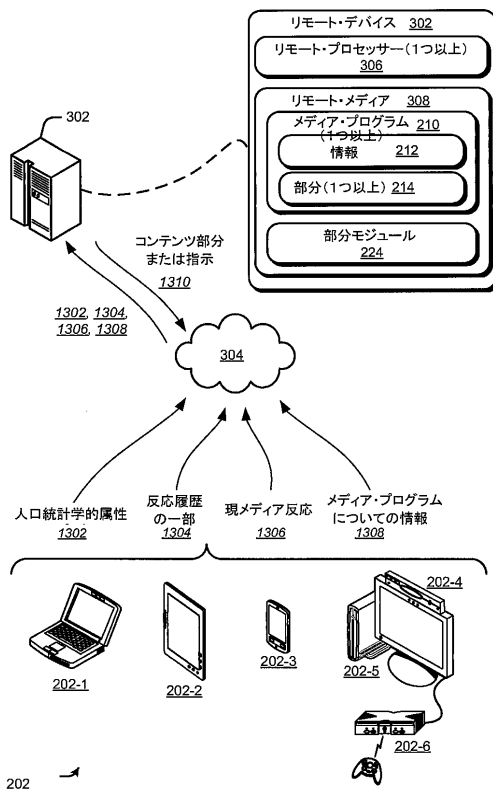 リモート・デバイス 302
リモート・プロセッサー(1つ以上)
306
リモート・メディア 308
メディア・プログラム 210
(1つ以上)
情報 212
部分(1つ以上) 214
部分モジュール
224
302
コンテンツ部分
または指示
1310
1302, 1304,
1306, 1308
304
人口統計学的属性
1302
反応履歴
の一部
1304
現メディア反応
1306
メディア・プログラム
についての情報
1308
202-1
202-2
202-3
202-4
202-5
202-6
202